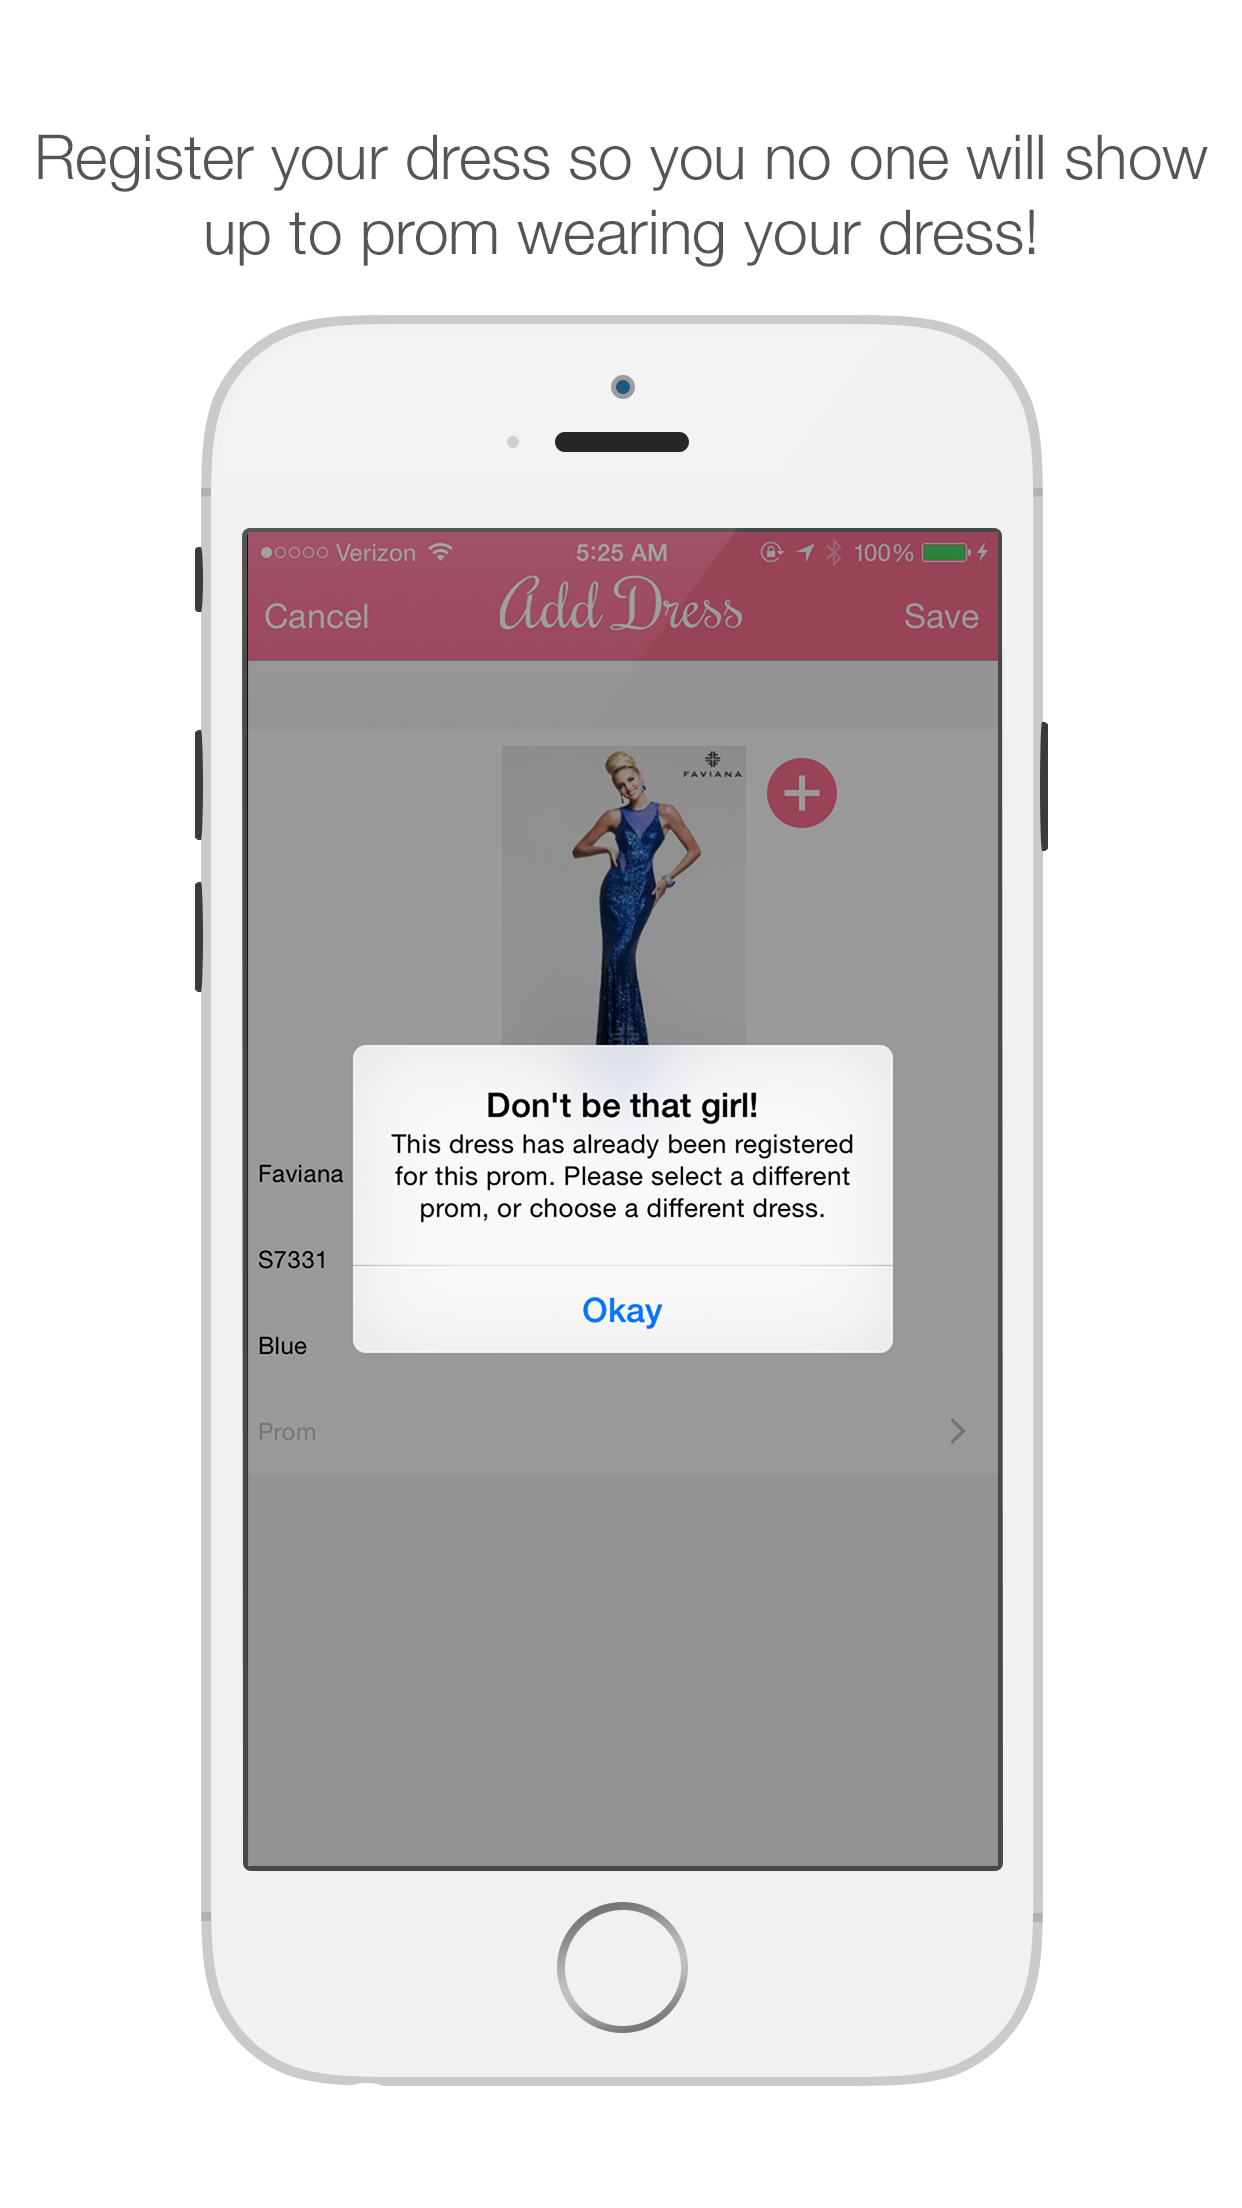 Register your dress so you no one will show
up to prom wearing your dress!
Verizon 5:25 AM 100%
Cancel Add Dress Save
FAVIANA
Don't be that girl!
This dress has already been registered
for this prom. Please select a different
prom, or choose a different dress.
Okay
Faviana
S7331
Blue
Prom